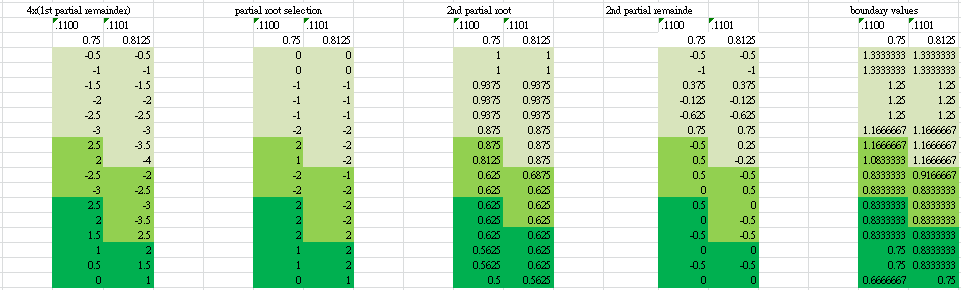 4x(1st partial remainder) partial root selection 2nd partial root 2nd partial remainde boundary values
.1100 .1101 .1100 .1101 .1100 .1101 .1100 .1101 .1100 .1101
0.75 0.8125 0.75 0.8125 0.75 0.8125 0.75 0.8125 0.75 0.8125
-0.5 -0.5 0 0 1 1 -0.5 -0.5 1.3333333 1.3333333
-1 -1 0 0 1 1 -1 -1 1.3333333 1.3333333
-1.5 -1.5 -1 -1 0.9375 0.9375 0.375 0.375 1.25 1.25
-2 -2 -1 -1 0.9375 0.9375 -0.125 -0.125 1.25 1.25
-2.5 -2.5 -1 -1 0.9375 0.9375 -0.625 -0.625 1.25 1.25
-3 -3 -2 -2 0.875 0.875 0.75 0.75 1.1666667 1.1666667
2.5 -3.5 2 -2 0.875 0.875 -0.5 0.25 1.1666667 1.1666667
2 -4 1 -2 0.8125 0.875 0.5 -0.25 1.0833333 1.1666667
-2.5 -2 -2 -1 0.625 0.6875 0.5 -0.5 0.8333333 0.9166667
-3 -2.5 -2 -2 0.625 0.625 0 0.5 0.8333333 0.8333333
2.5 -3 2 -2 0.625 0.625 0.5 0 0.8333333 0.8333333
2 -3.5 2 -2 0.625 0.625 0 -0.5 0.8333333 0.8333333
1.5 2.5 2 2 0.625 0.625 -0.5 -0.5 0.8333333 0.8333333
1 2 1 2 0.5625 0.625 0 0 0.75 0.8333333
0.5 1.5 1 2 0.5625 0.625 -0.5 -0.5 0.75 0.8333333
0 1 0 1 0.5 0.5625 0 0 0.6666667 0.75